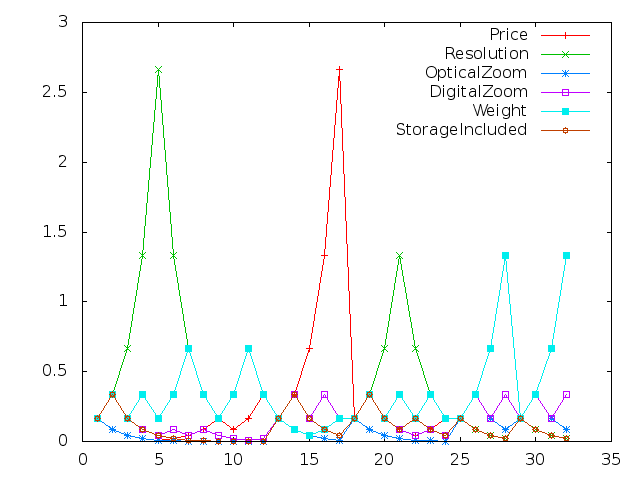 3
Price
Resolution
OpticalZoom
2.5
DigitalZoom
Weight
StorageIncluded
2
1.5
1
0.5
0
0 5 10 15 20 25 30 35